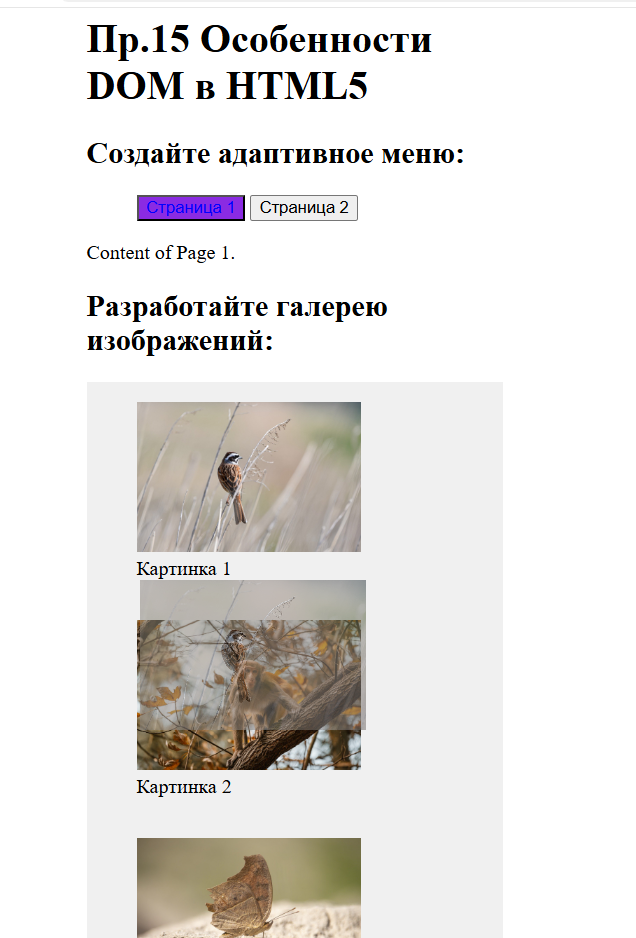 Пр.15 Особенности
DOM в HTML5
Создайте адаптивное меню:
Страница 1 Страница 2
Content of Page 1.
Разработайте галерею
изображений:
Картинка 1
Картинка 2